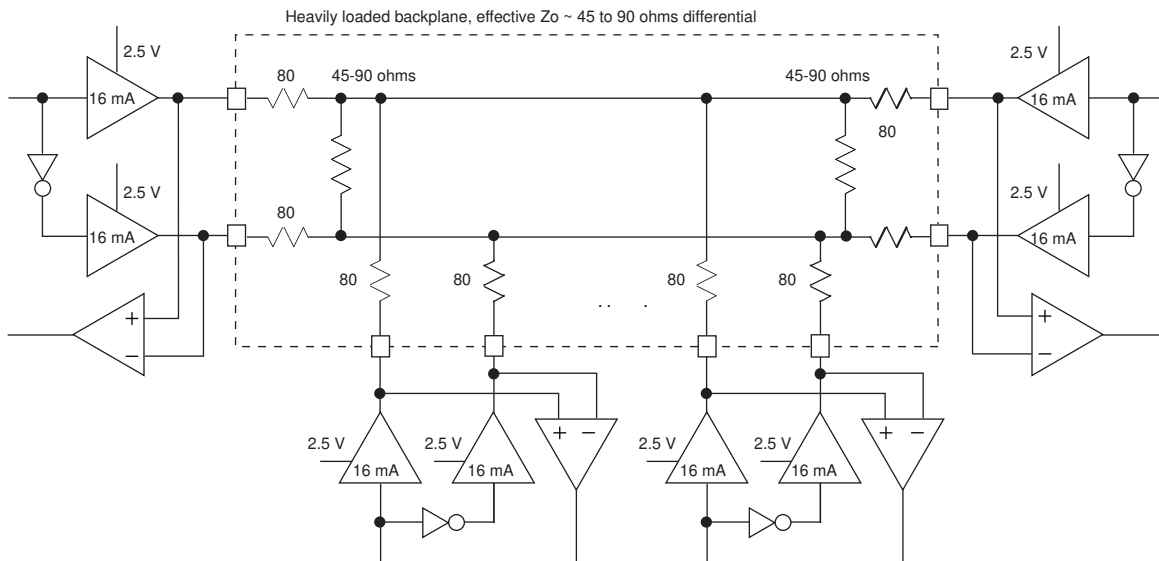 Heavily loaded backplane, effective Zo ~ 45 to 90 ohms differential
2.5 V
2.5 V
80
45-90 ohms
45-90 ohms
16 mA
16 mA
80
2.5 V
2.5 V
80
16 mA
16 mA
80
80
80
80
. . .
+
−
+
−
+ −
+ −
2.5 V
2.5 V
2.5 V
2.5 V
16 mA
16 mA
16 mA
16 mA